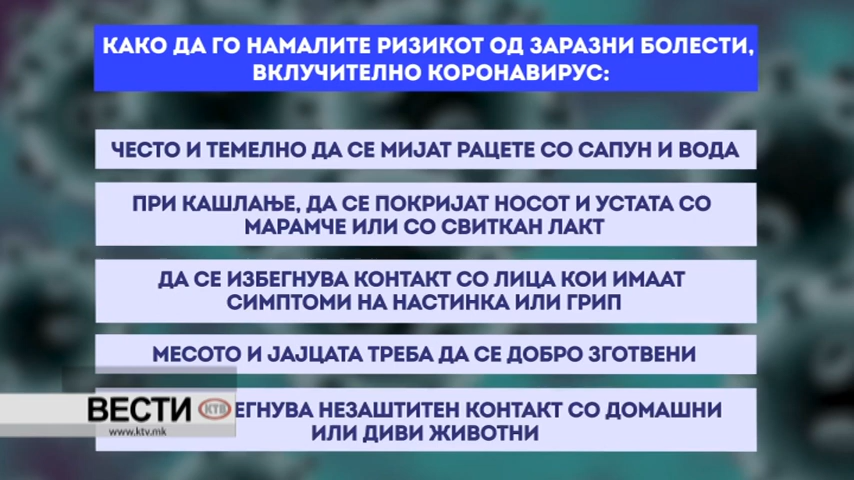 КАКО ДА ГО НАМАЛИТЕ РИЗИКОТ ОД ЗАРАЗНИ БОЛЕСТИ,
ВКЛУЧИТЕЛНО КОРОНАВИРУС:
ЧЕСТО И ТЕМЕЛНО ДА СЕ МИЈАТ РАЦЕТЕ СО САПУН И ВОДА
ПРИ КАШЛАЊЕ, ДА СЕ ПОКРИЈАТ НОСОТ И УСТАТА СО
МАРАМЧЕ ИЛИ СО СВИТКАН ЛАКТ
ДА СЕ ИЗБЕГНУВА КОНТАКТ СО ЛИЦА КОИ ИМААТ
СИМПТОМИ НА НАСТИНКА ИЛИ ГРИП
МЕСОТО И ЈАЈЦАТА ТРЕБА ДА СЕ ДОБРО ЗГОТВЕНИ
НЕЗАШТИТЕН КОНТАКТ СО ДОМАШНИ
ИЛИ ДИВИ ЖИВОТНИ
ВЕСТИ КТВ
www.ktv.mk